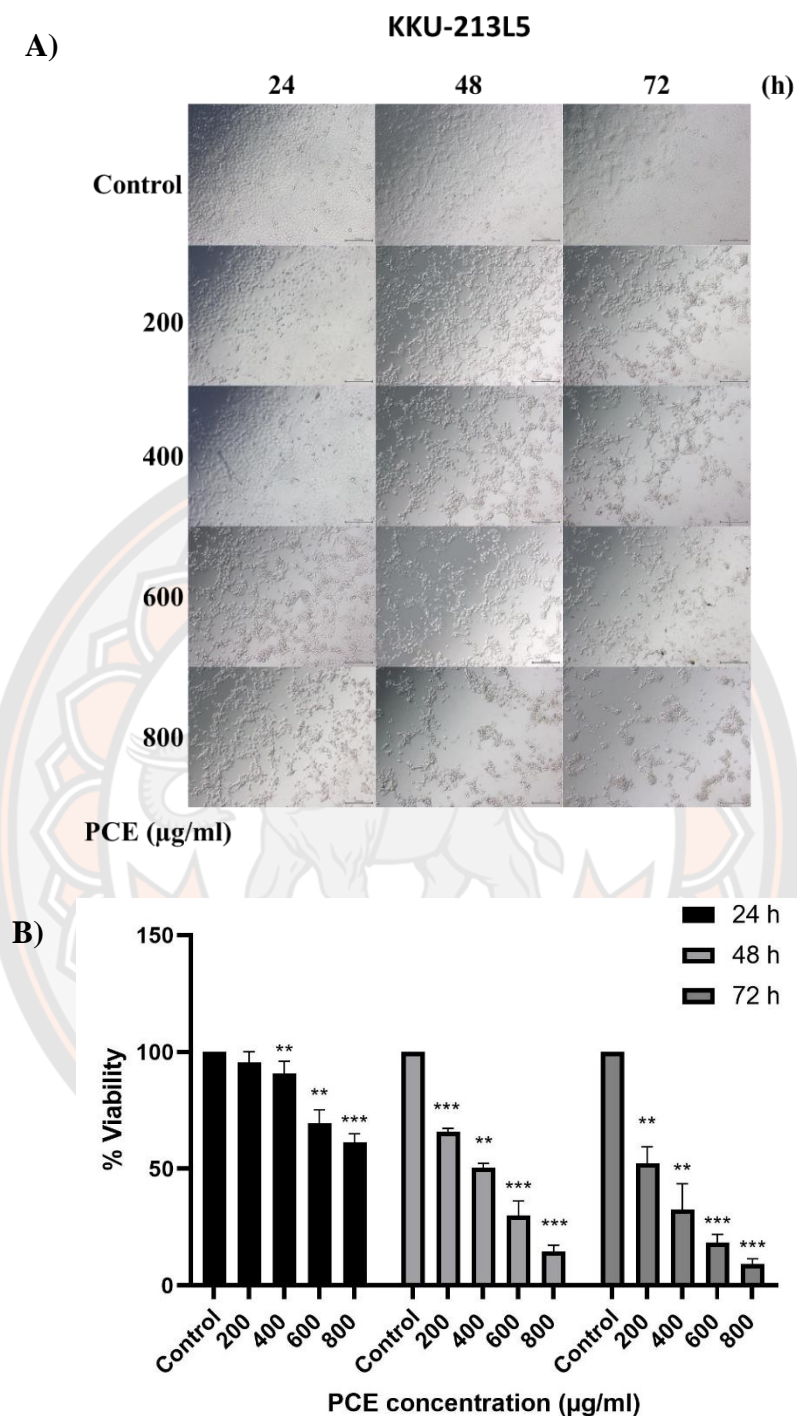 KKU-213L5
A)
24 48 72 (h)
Control
200
400
600
800
PCE (µg/ml)
B)
24 h
48 h
72 h
150
100
50
0
% Viability
** ** ***
*** ** *** ***
** ** *** ***
Control 200 400 600 800 Control 200 400 600 800 Control 200 400 600 800
PCE concentration (µg/ml)